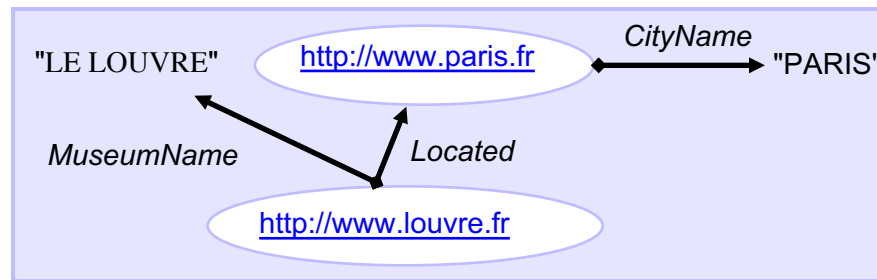 CityName
"LE LOUVRE" http://www.paris.fr "PARIS"
MuseumName Located
http://www.louvre.fr